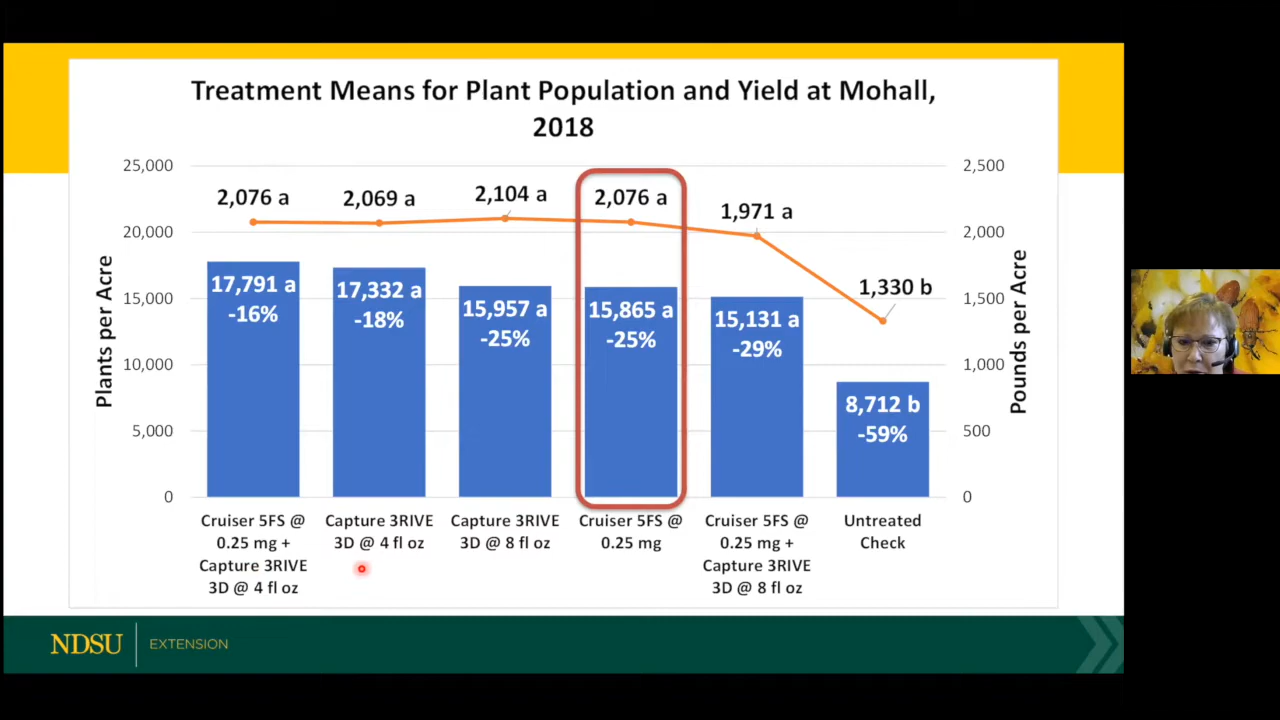 Treatment Means for Plant Population and Yield at Mohall,
2018
Plants per Acre
25,000
20,000
15,000
10,000
5,000
0
2,076 a
2,069 a
2,104 a
2,076 a
1,971 a
1,330 b
17,791 a
-16%
17,332 a
-18%
15,957 a
-25%
15,865 a
-25%
15,131 a
-29%
8,712 b
-59%
2,500
2,000
1,500
1,000
500
0
Pounds per Acre
Cruiser 5FS @
0.25 mg +
Capture 3RIVE
3D @ 4 fl oz
Capture 3RIVE
3D @ 4 fl oz
Capture 3RIVE
3D @ 8 fl oz
Cruiser 5FS @
0.25 mg
Cruiser 5FS @
0.25 mg +
Capture 3RIVE
3D @ 8 fl oz
Untreated
Check
NDSU EXTENSION